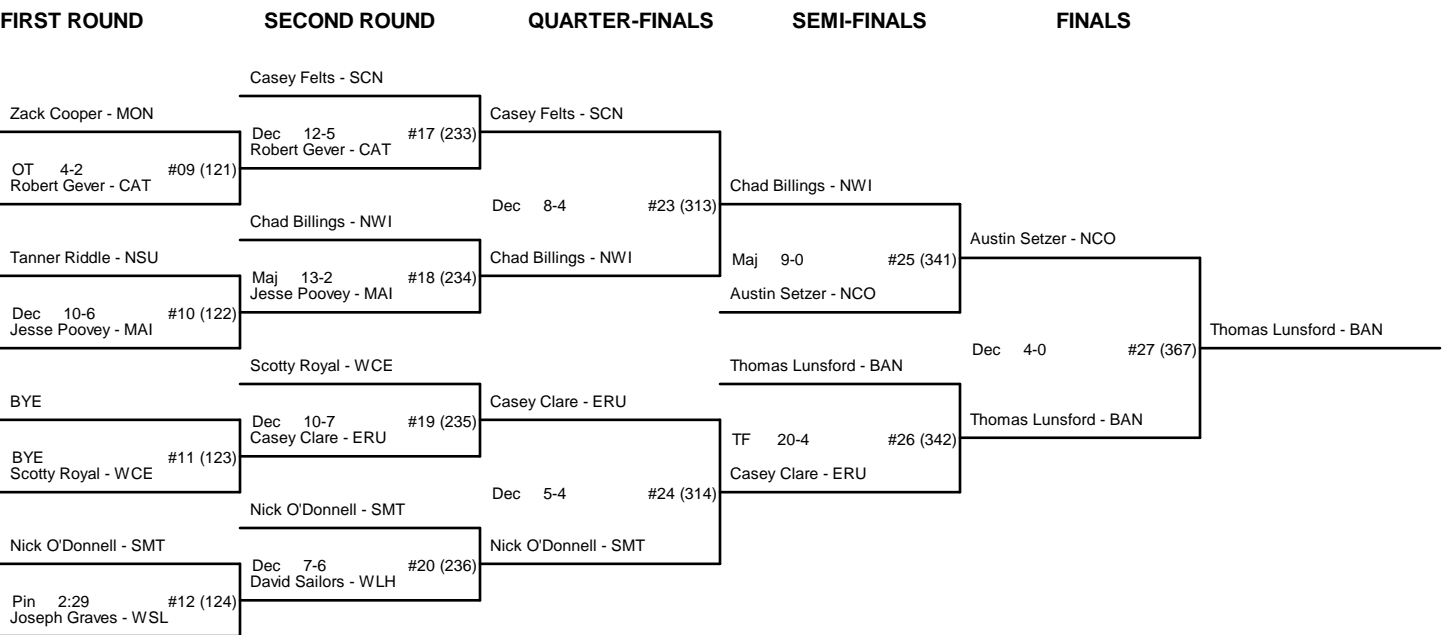 FIRST ROUND SECOND ROUND QUARTER-FINALS SEMI-FINALS FINALS
Casey Felts - SCN
Zack Cooper - MON
Casey Felts - SCN
Dec 12-5 #17 (233)
Robert Gever - CAT
OT 4-2 #09 (121)
Robert Gever - CAT
Chad Billings - NWI
Dec 8-4 #23 (313)
Chad Billings - NWI
Austin Setzer - NCO
Tanner Riddle - NSU
Chad Billings - NWI
Maj 9-0 #25 (341)
Maj 13-2 #18 (234)
Jesse Poovey - MAI
Austin Setzer - NCO
Dec 10-6 #10 (122)
Jesse Poovey - MAI
Thomas Lunsford - BAN
Dec 4-0 #27 (367)
Scotty Royal - WCE
Thomas Lunsford - BAN
BYE
Casey Clare - ERU
Thomas Lunsford - BAN
Dec 10-7 #19 (235)
Casey Clare - ERU
TF 20-4 #26 (342)
BYE #11 (123)
Scotty Royal - WCE
Casey Clare - ERU
Dec 5-4 #24 (314)
Nick O'Donnell - SMT
Nick O'Donnell - SMT
Nick O'Donnell - SMT
Dec 7-6 #20 (236)
David Sailors - WLH
Pin 2:29 #12 (124)
Joseph Graves - WSL